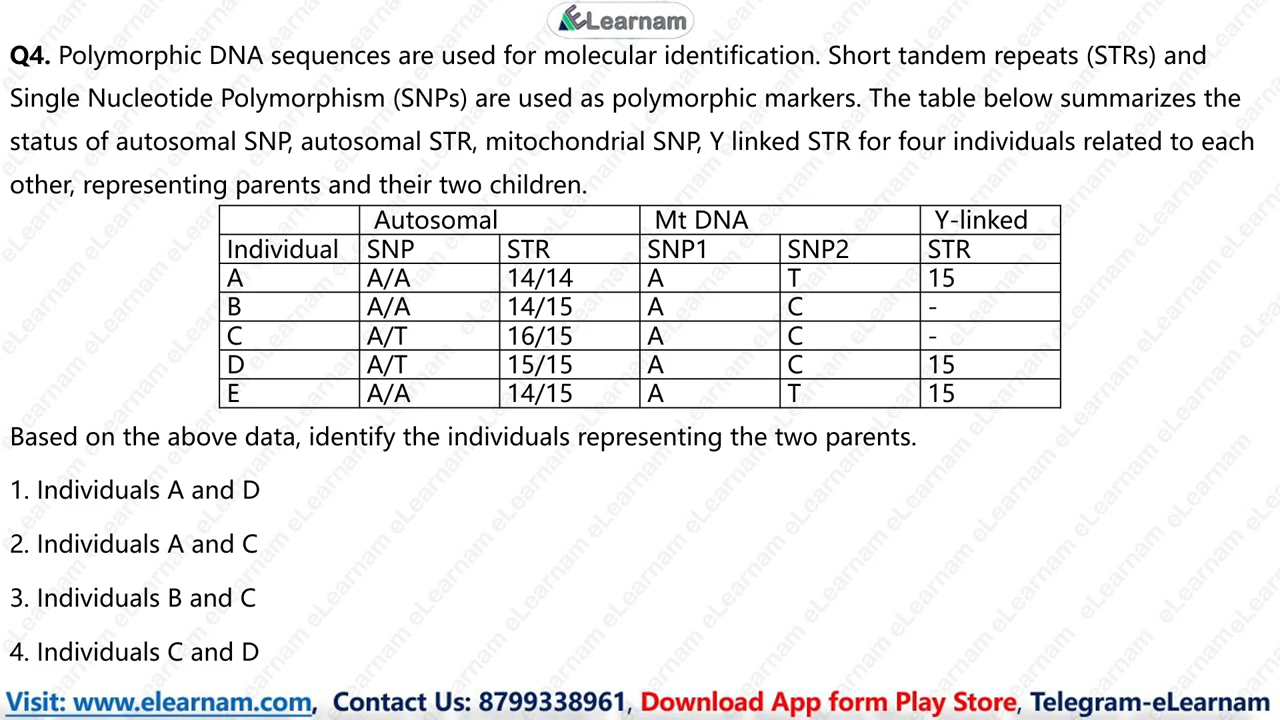 eLearnam
Q4. Polymorphic DNA sequences are used for molecular identification. Short tandem repeats (STRs) and
Single Nucleotide Polymorphism (SNPs) are used as polymorphic markers. The table below summarizes the
status of autosomal SNP, autosomal STR, mitochondrial SNP, Y linked STR for four individuals related to each
other, representing parents and their two children.
Autosomal Mt DNA Y-linked
Individual SNP STR SNP1 SNP2 STR
A A/A 14/14 A T 15
B A/A 14/15 A C -
C A/T 16/15 A C -
D A/T 15/15 A C 15
E A/A 14/15 A T 15
Based on the above data, identify the individuals representing the two parents.
1. Individuals A and D
2. Individuals A and C
3. Individuals B and C
4. Individuals C and D
Visit: www.elearnam.com, Contact Us: 8799338961, Download App form Play Store, Telegram-eLearnam